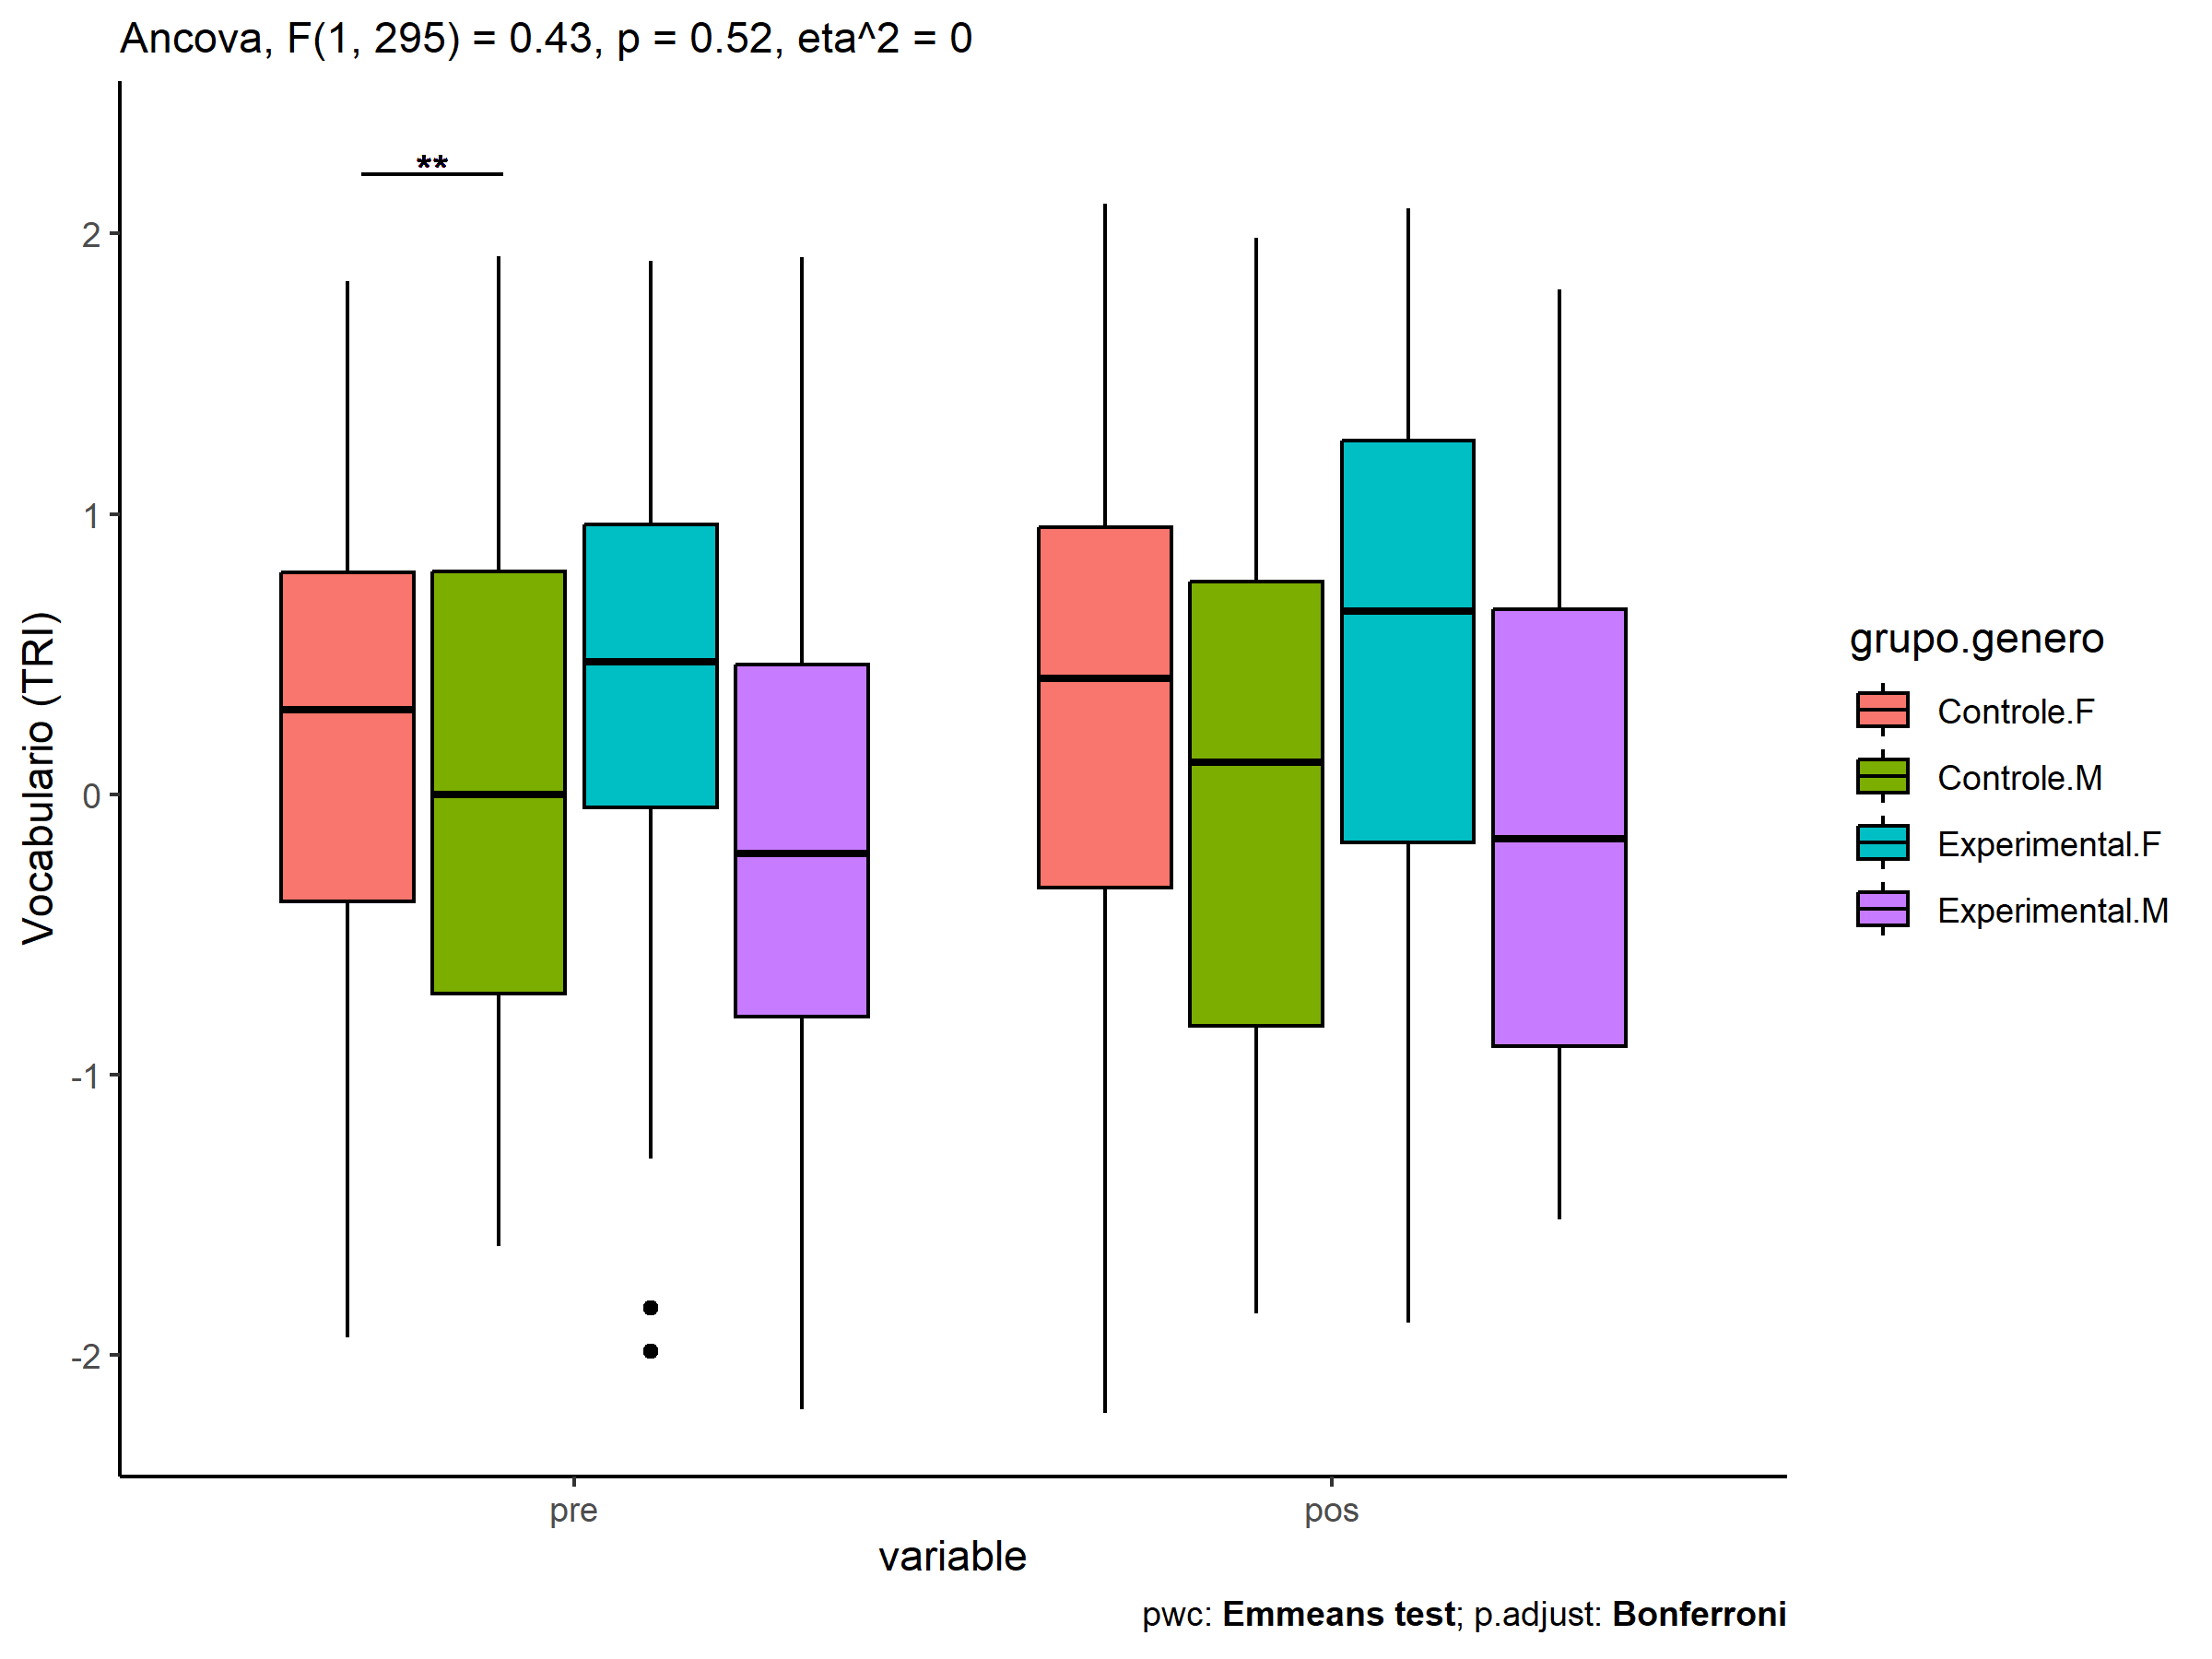 Ancova, F(1, 295) = 0.43, p = 0.52, eta^2 = 0
**
2
1
0
-1
-2
Vocabulario (TRI)
pre
pos
variable
grupo.genero
Controle.F
Controle.M
Experimental.F
Experimental.M
pwc: Emmeans test; p.adjust: Bonferroni